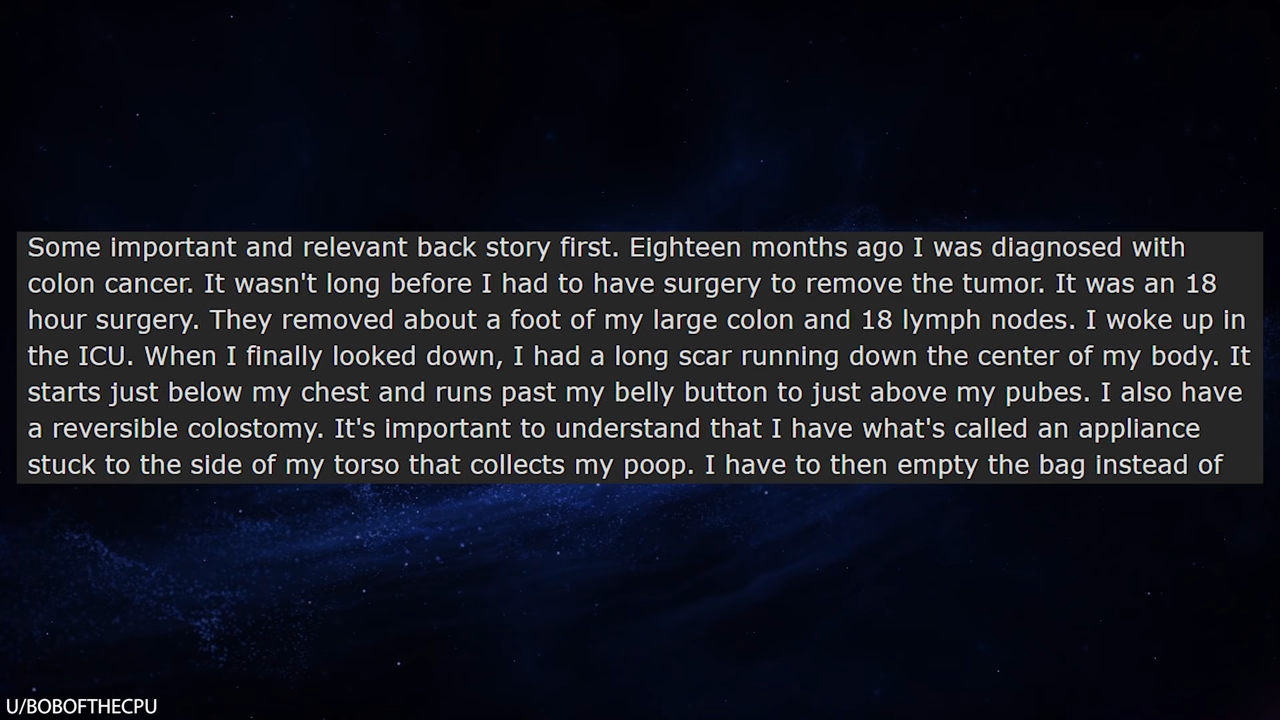 Some important and relevant back story first. Eighteen months ago I was diagnosed with
colon cancer. It wasn't long before I had to have surgery to remove the tumor. It was an 18
hour surgery. They removed about a foot of my large colon and 18 lymph nodes. I woke up in
the ICU. When I finally looked down, I had a long scar running down the center of my body. It
starts just below my chest and runs past my belly button to just above my pubes. I also have
a reversible colostomy. It's important to understand that I have what's called an appliance
stuck to the side of my torso that collects my poop. I have to then empty the bag instead of
U/BOBOFTHECPU